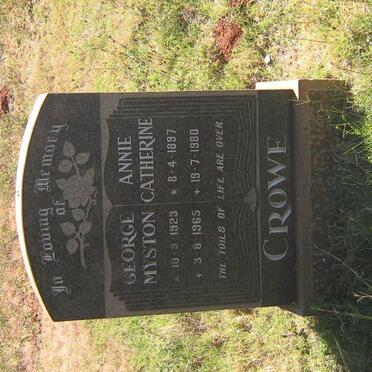 In Loving Memory
of
GEORGE
MYSTON
★ 10·3·1923
+ 3·8·1965
ANNIE
CATHERINE
★ 8·4·1897
+ 19·7·1980
THE TOILS OF LIFE ARE OVER.
CROWE